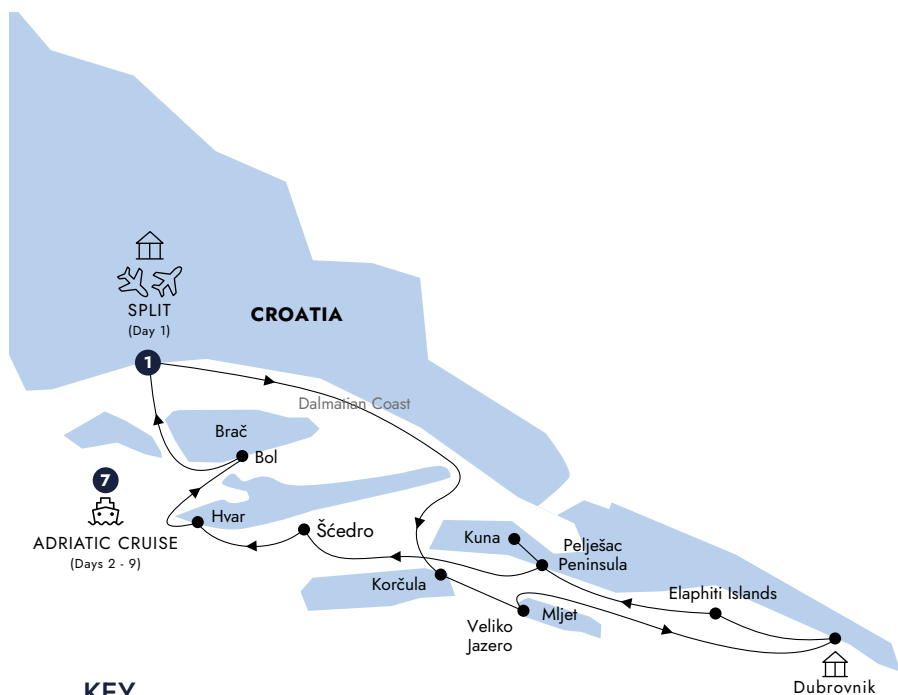 SPLIT
(Day 1)
CROATIA
1
Dalmatian Coast
Brač
Bol
7
ADRIATIC CRUISE
(Days 2 - 9)
Hvar
Šćedro
Kuna
Pelješac
Peninsula
Korčula
Elaphiti Islands
Mljet
Veliko
Jazero
KEY
Dubrovnik